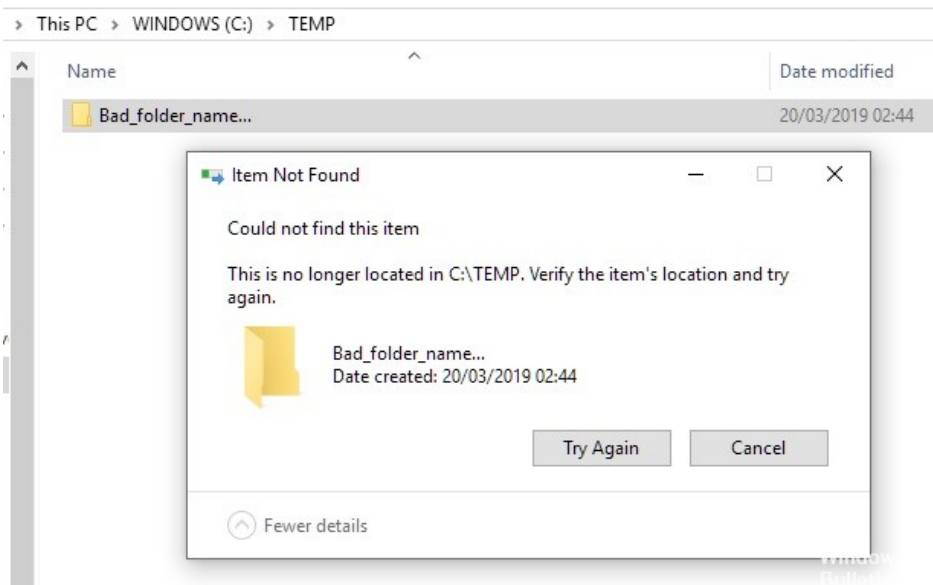 › This PC › WINDOWS (C:) › TEMP
Name
Date modified
Bad_folder_name...
20/03/2019 02:44
Item Not Found
Could not find this item
This is no longer located in C:\TEMP. Verify the item's location and try
again.
Bad_folder_name...
Date created: 20/03/2019 02:44
Try Again
Cancel
Fewer details